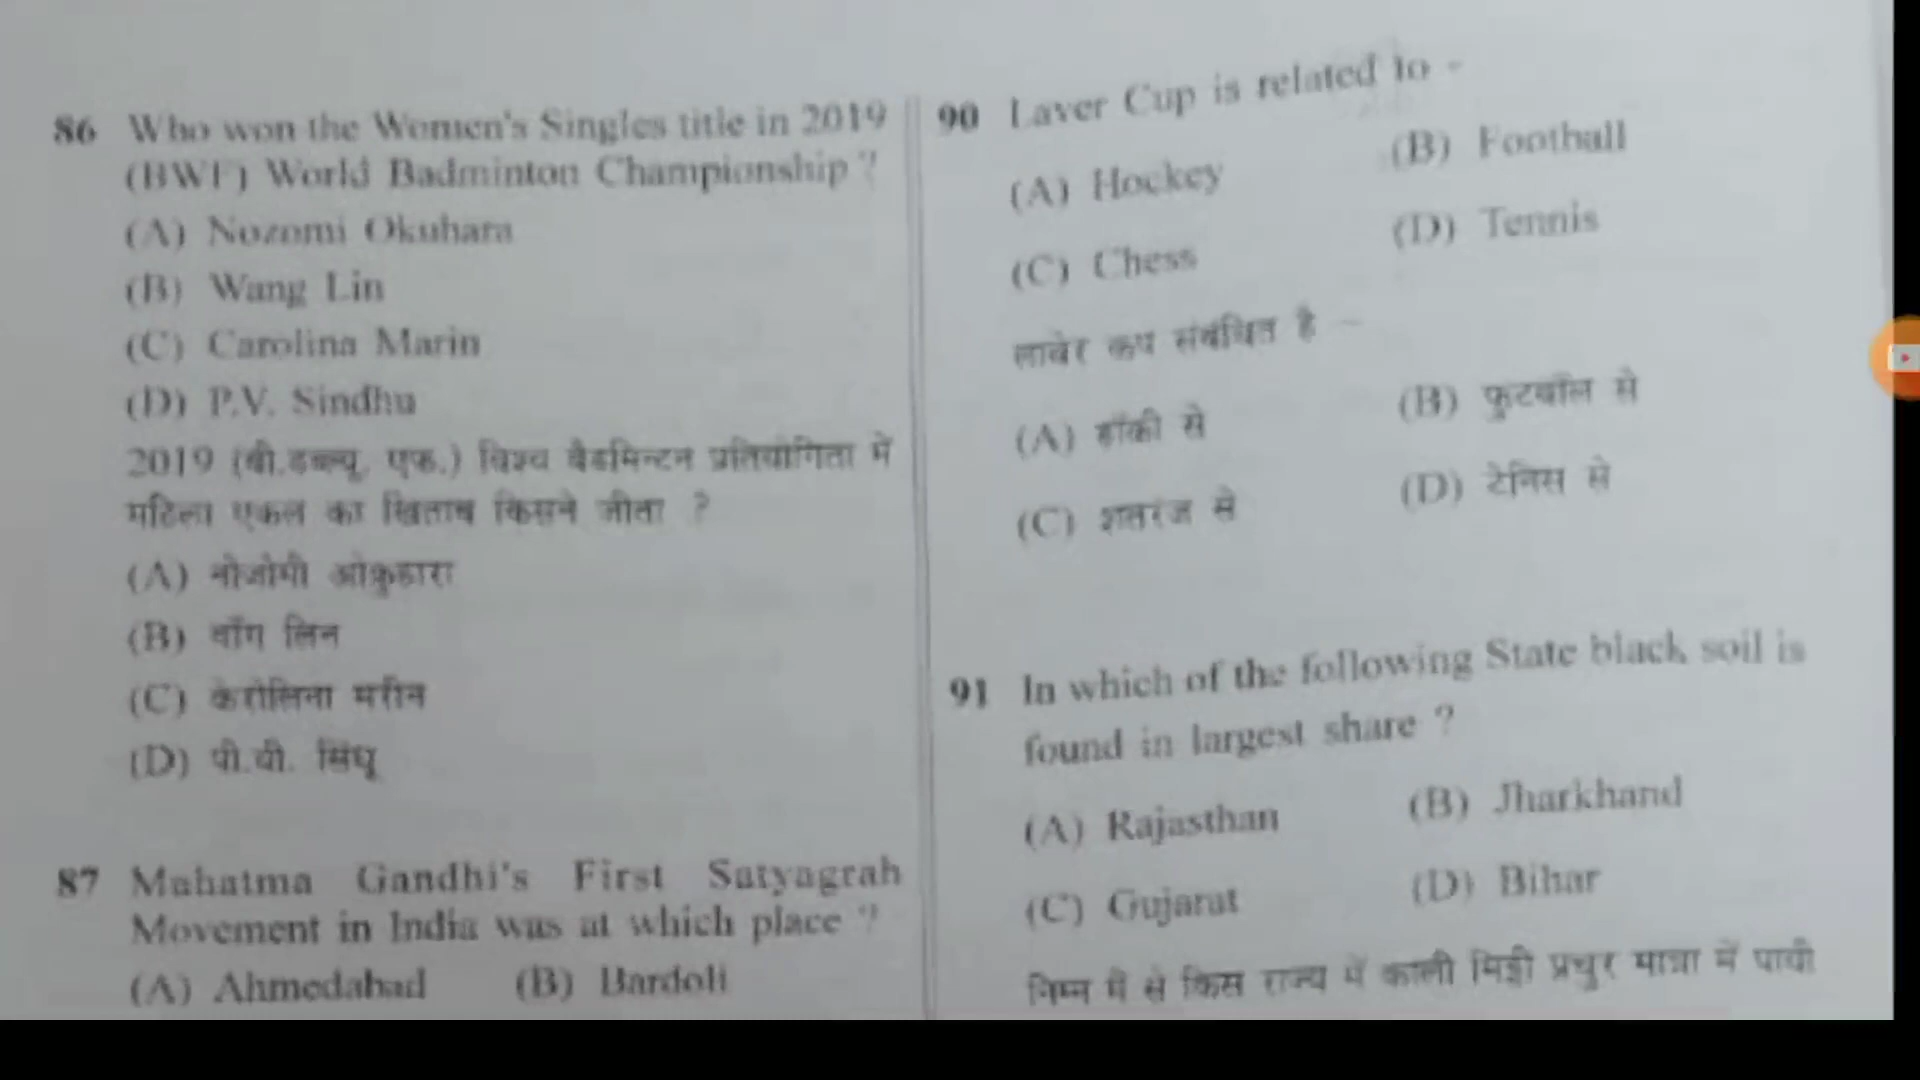 86 Who won the Women's Singles title in 2019
(BWF) World Badminton Championship ?
(A) Nozomi Okuhara
(B) Wang Lin
(C) Carolina Marin
(D) P.V. Sindhu
2019 (बी.डब्ल्यू. एफ.) विश्व बैडमिन्टन प्रतियोगिता में
महिला एकल का खिताब किसने जीता ?
(A) नोजोमी ओकुहारा
(B) वाँग लिन
(C) केरोलिना मरीन
(D) पी.वी. सिंधू
87 Mahatma Gandhi's First Satyagrah
Movement in India was at which place ?
(A) Ahmedabad (B) Bardoli
90 Laver Cup is related to -
(A) Hockey (B) Football
(C) Chess (D) Tennis
लावेर कप संबंधित है –
(A) हॉकी से (B) फुटबॉल से
(C) शतरंज से (D) टेनिस से
91 In which of the following State black soil is
found in largest share ?
(A) Rajasthan (B) Jharkhand
(C) Gujarat (D) Bihar
निम्न में से किस राज्य में काली मिट्टी प्रचुर मात्रा में पायी